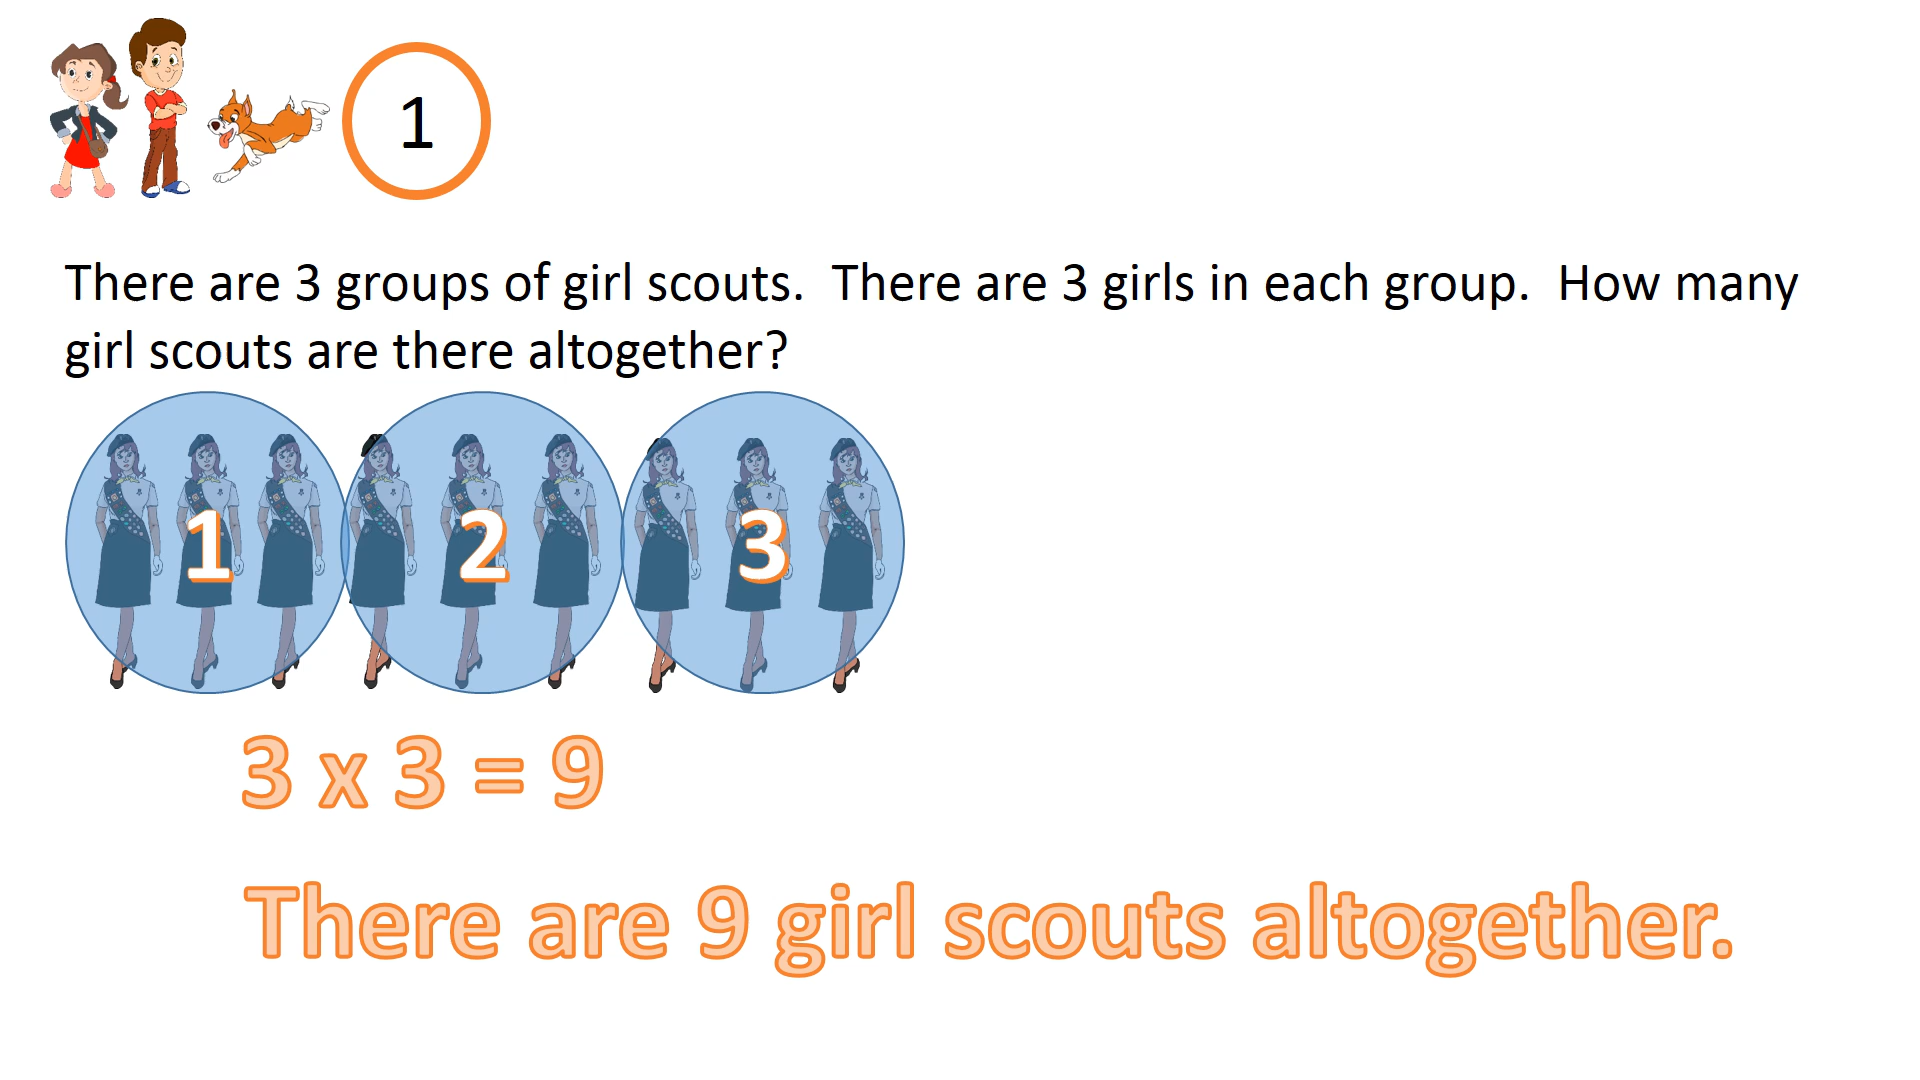 1
There are 3 groups of girl scouts.  There are 3 girls in each group.  How many
girl scouts are there altogether?
1 2 3
3 x 3 = 9
There are 9 girl scouts altogether.